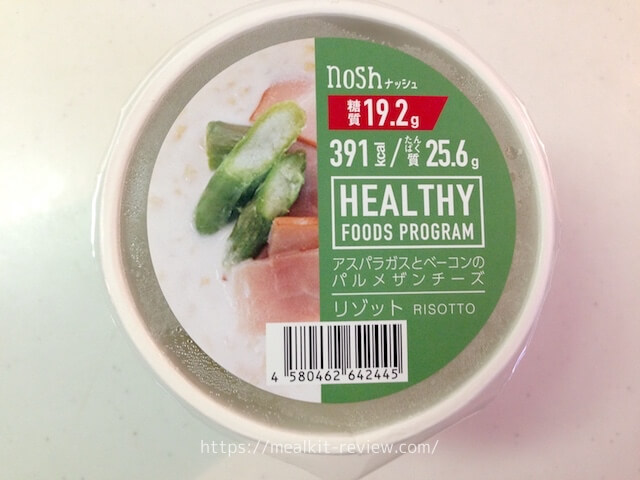 nosh ナッシュ
糖質 19.2g
391kcal/たんぱく質 25.6g
HEALTHY
FOODS PROGRAM
アスパラガスとベーコンの
パルメザンチーズ
リゾット RISOTTO
4 580462 642445
https://mealkit-review.com/